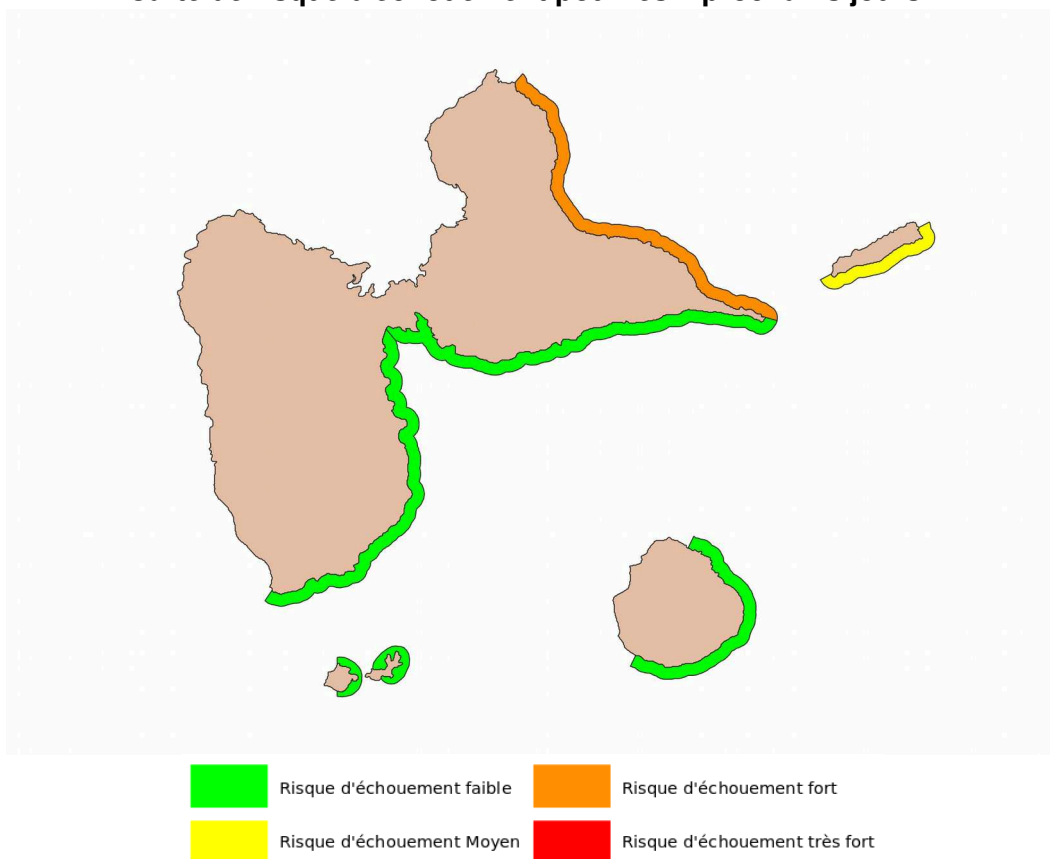 Risque d'échouement faible
Risque d'échouement fort
Risque d'échouement Moyen
Risque d'échouement très fort